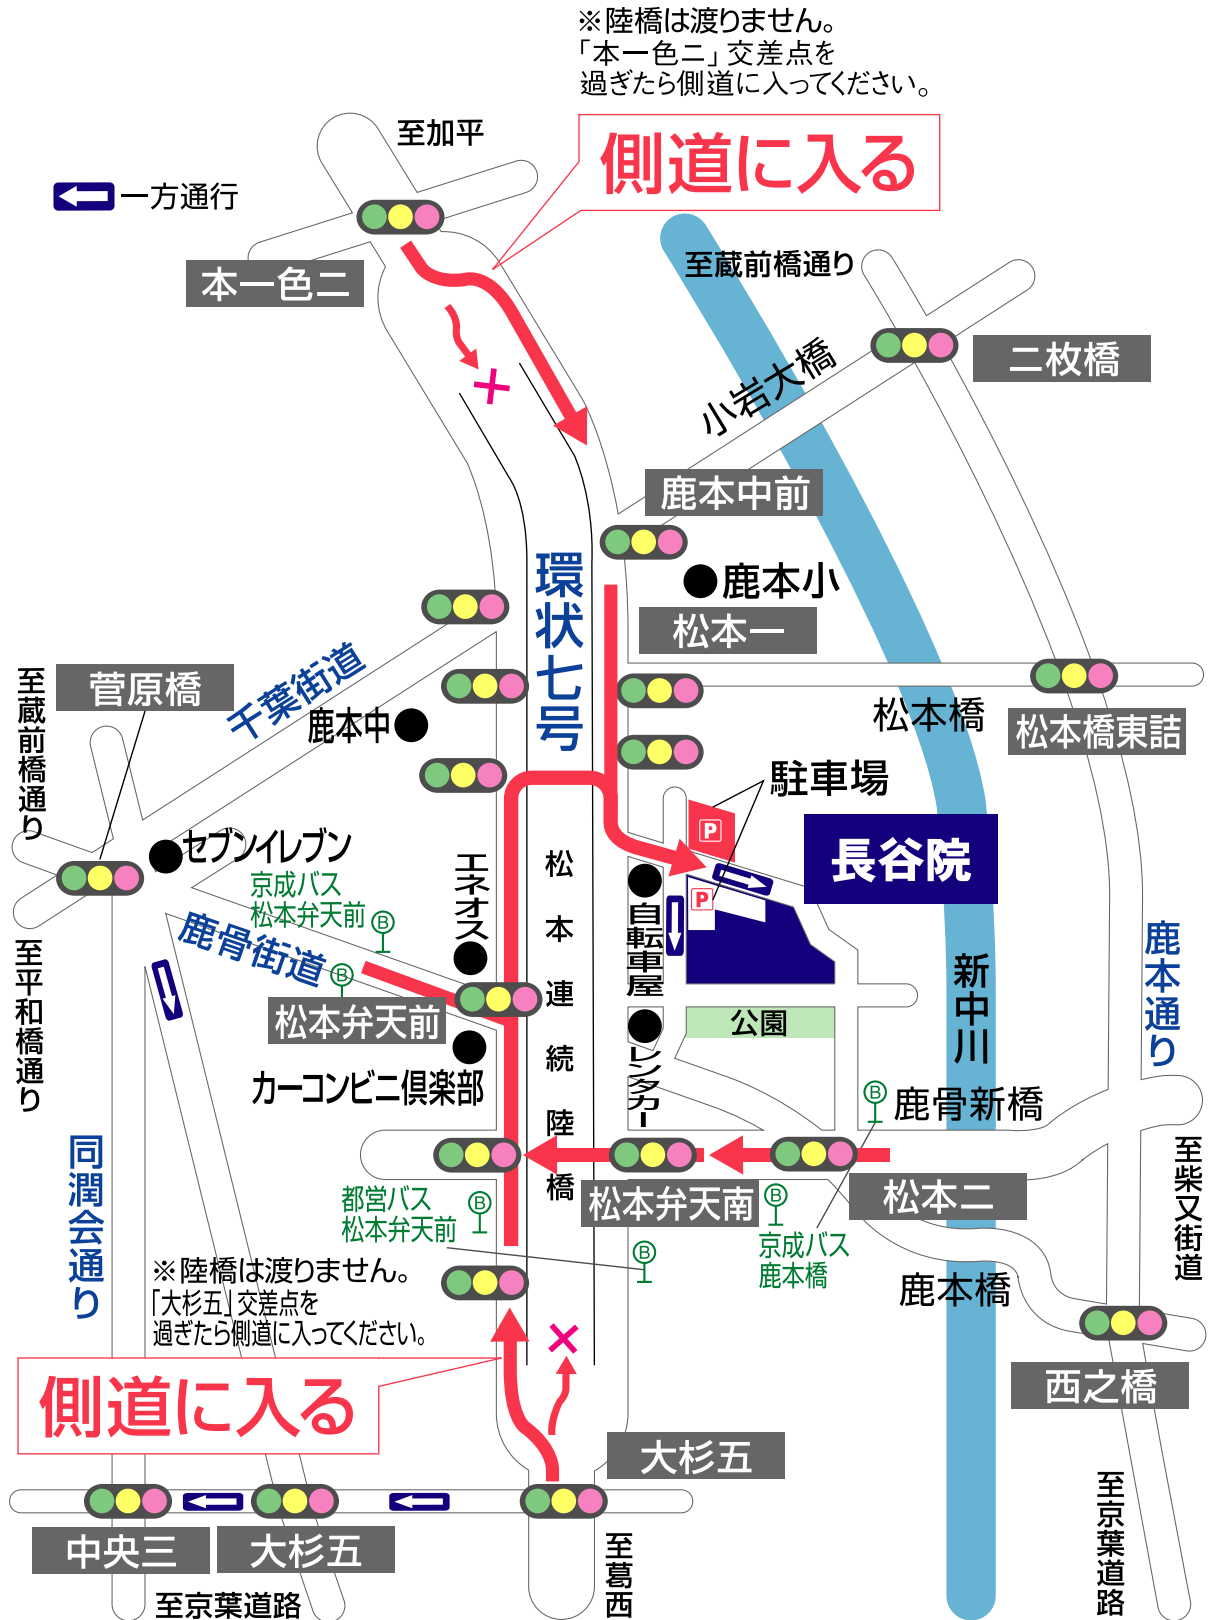 ※陸橋は渡りません。
「本一色二」交差点を
過ぎたら側道に入ってください。
至加平
側道に入る
一方通行
本一色二
至蔵前橋通り
小岩大橋
二枚橋
鹿本中前
環状七号
鹿本小
松本一
千葉街道
菅原橋
至蔵前橋通り
鹿本中
松本橋
松本橋東詰
駐車場
P
セブンイレブン
エネオス
松本連続陸橋
長谷院
P
自転車屋
京成バス
松本弁天前
B
鹿骨街道
B
松本弁天前
至平和橋通り
新中川
鹿本通り
公園
カーコンビニ倶楽部
レンタカー
B
鹿骨新橋
同潤会通り
都営バス
松本弁天前
B
松本弁天南
B
京成バス
鹿本橋
松本二
至柴又街道
B
鹿本橋
※陸橋は渡りません。
「大杉五」交差点を
過ぎたら側道に入ってください。
側道に入る
西之橋
大杉五
中央三
大杉五
至京葉道路
至葛西
至京葉道路